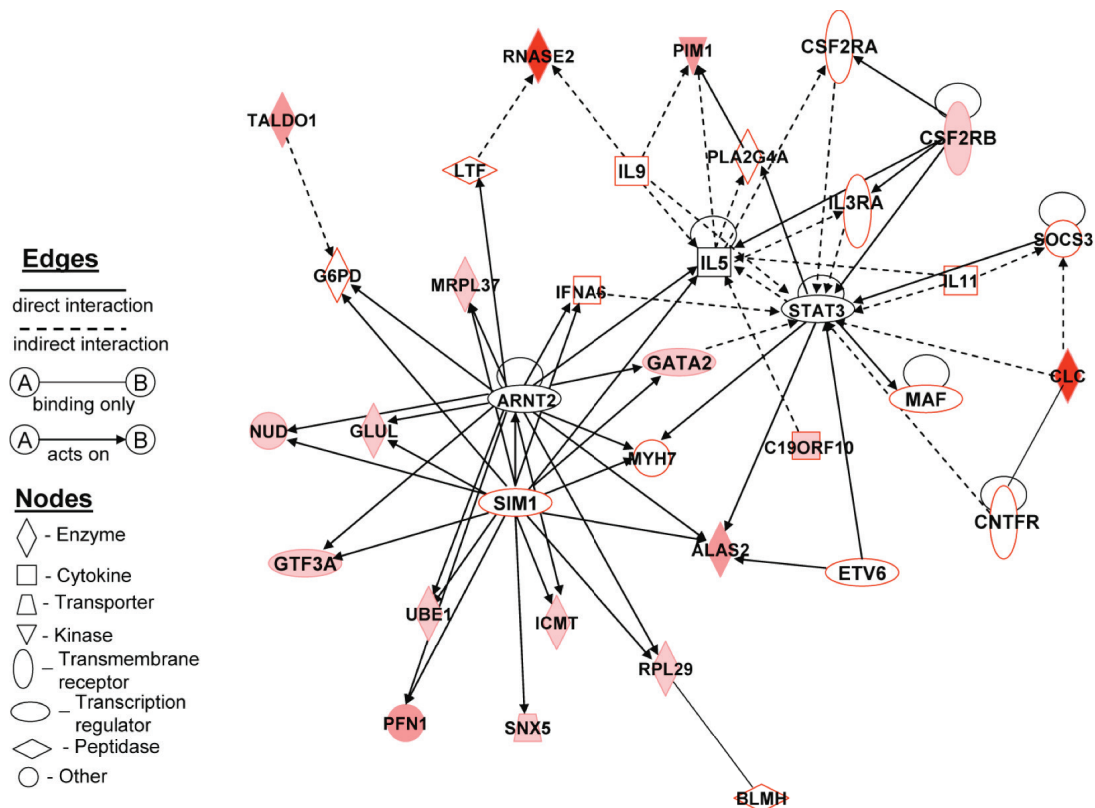 RNASE2
PIM1
CSF2RA
TALDO1
CSF2RB
LTF
IL9
PLA2G4A
IL3RA
SOCS3
Edges
direct interaction
indirect interaction
A
B
binding only
A
B
acts on
G6PD
MRPL37
IFNA6
IL5
IL11
STAT3
GATA2
CLC
ARNT2
MAF
NUD
GLUL
MYH7
C19ORF10
SIM1
CNTFR
Nodes
- Enzyme
- Cytokine
- Transporter
- Kinase
– Transmembrane
receptor
– Transcription
regulator
- Peptidase
- Other
GTF3A
ALAS2
ETV6
UBE1
ICMT
RPL29
PFN1
SNX5
BLMH